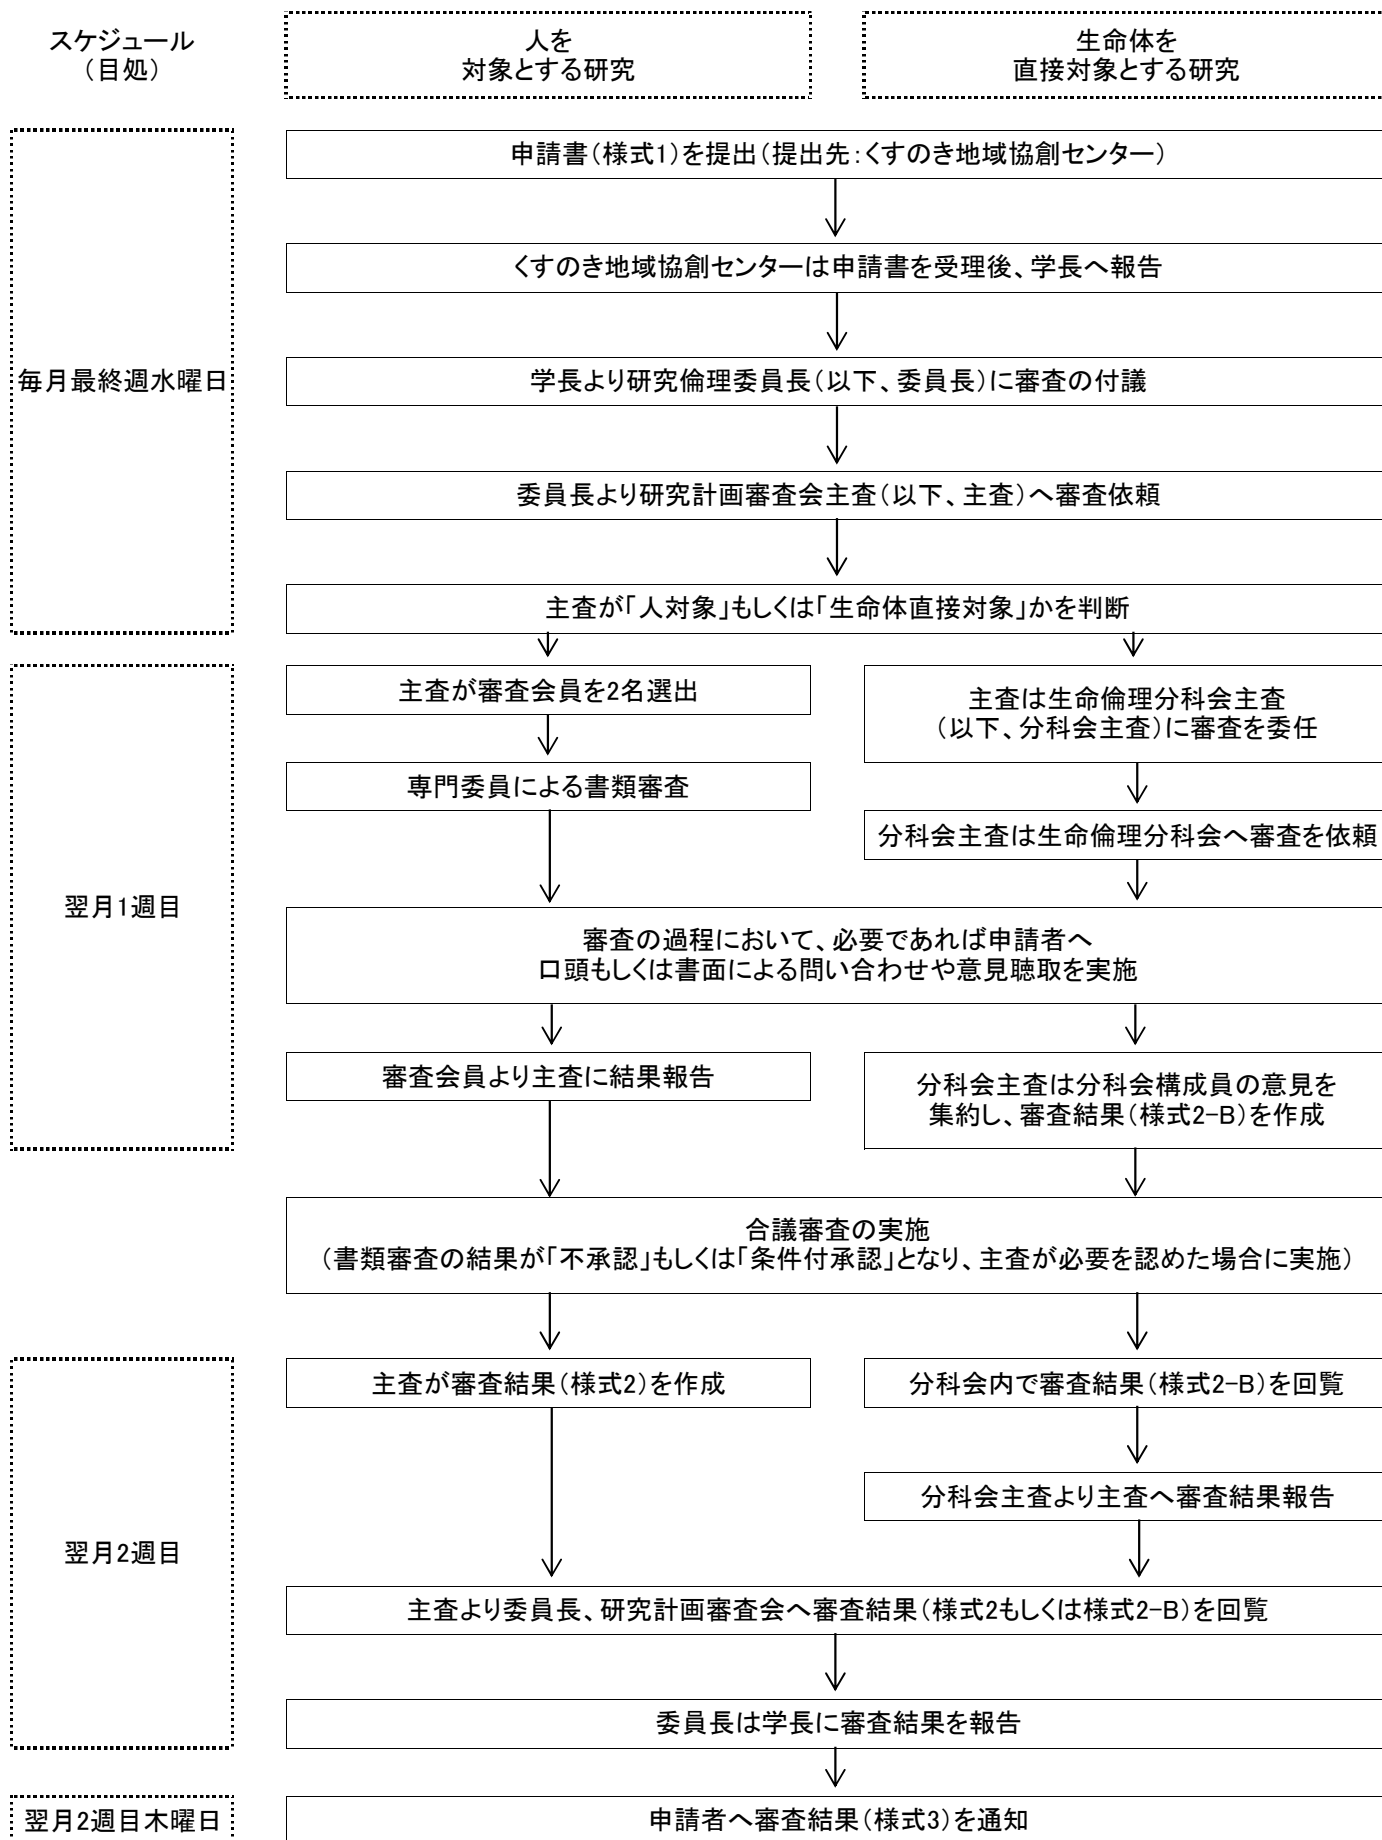 スケジュール
（目処）
人を
対象とする研究
生命体を
直接対象とする研究
申請書（様式1）を提出（提出先：くすのき地域協創センター）
くすのき地域協創センターは申請書を受理後、学長へ報告
毎月最終週水曜日
学長より研究倫理委員長（以下、委員長）に審査の付議
委員長より研究計画審査会主査（以下、主査）へ審査依頼
主査が「人対象」もしくは「生命体直接対象」かを判断
主査が審査会員を2名選出
主査は生命倫理分科会主査
（以下、分科会主査）に審査を委任
専門委員による書類審査
分科会主査は生命倫理分科会へ審査を依頼
翌月1週目
審査の過程において、必要であれば申請者へ
口頭もしくは書面による問い合わせや意見聴取を実施
審査会員より主査に結果報告
分科会主査は分科会構成員の意見を
集約し、審査結果（様式2-B）を作成
合議審査の実施
（書類審査の結果が「不承認」もしくは「条件付承認」となり、主査が必要を認めた場合に実施）
主査が審査結果（様式2）を作成
分科会内で審査結果（様式2-B）を回覧
分科会主査より主査へ審査結果報告
翌月2週目
主査より委員長、研究計画審査会へ審査結果（様式2もしくは様式2-B）を回覧
委員長は学長に審査結果を報告
翌月2週目木曜日
申請者へ審査結果（様式3）を通知